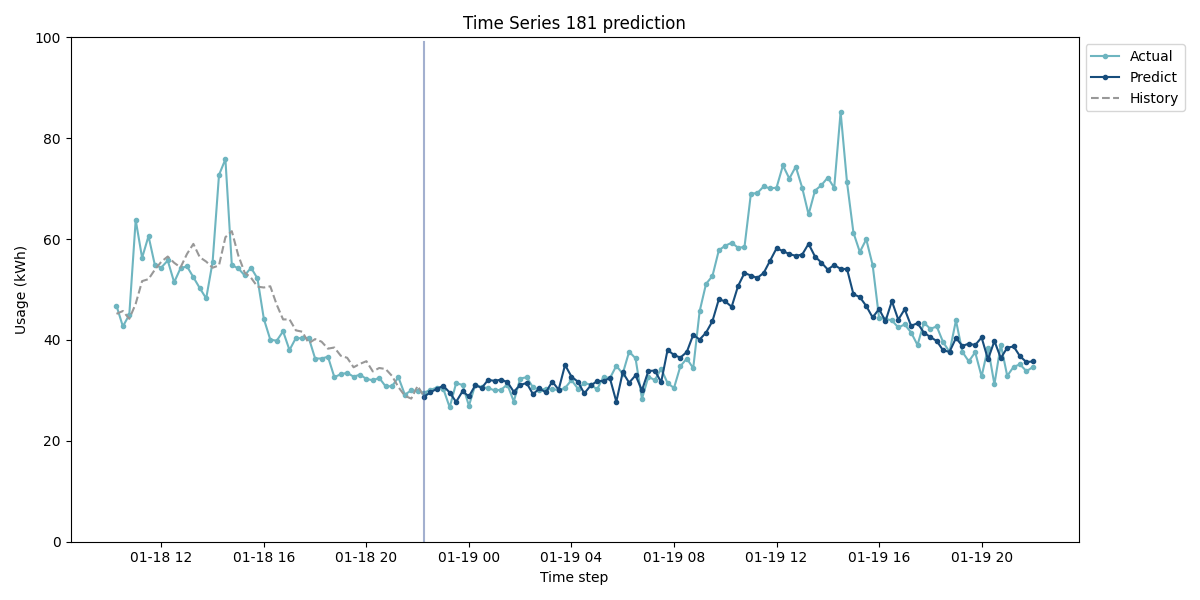 Time Series 181 prediction
100
80
60
40
20
0
Usage (kWh)
01-18 12
01-18 16
01-18 20
01-19 00
01-19 04
01-19 08
01-19 12
01-19 16
01-19 20
Time step
Actual
Predict
History